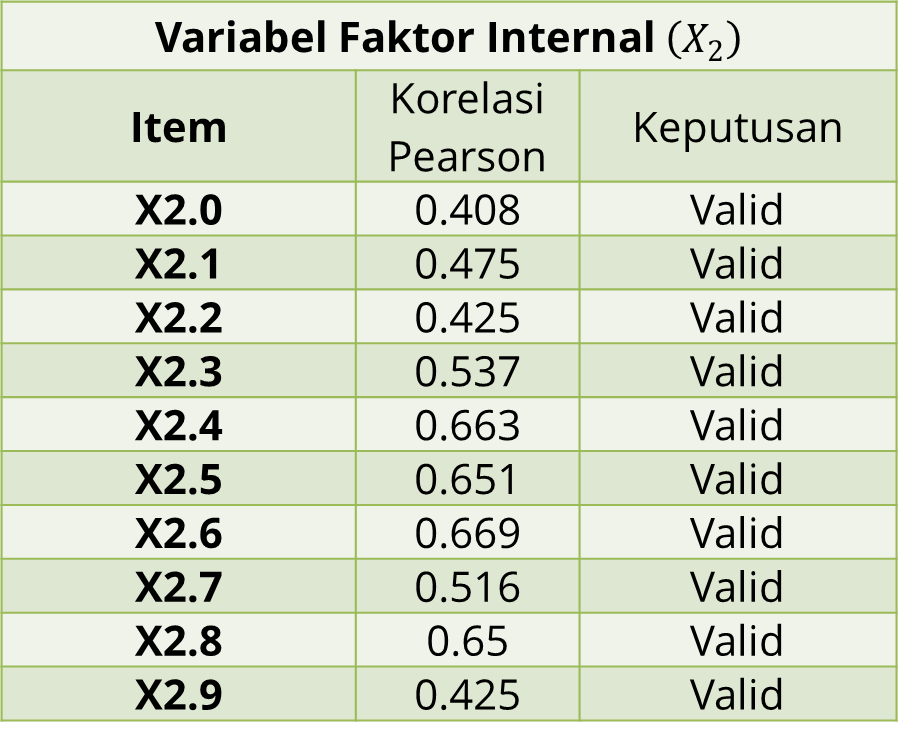 Variabel Faktor Internal (X₂)
Item Korelasi Pearson Keputusan
X2.0 0.408 Valid
X2.1 0.475 Valid
X2.2 0.425 Valid
X2.3 0.537 Valid
X2.4 0.663 Valid
X2.5 0.651 Valid
X2.6 0.669 Valid
X2.7 0.516 Valid
X2.8 0.65 Valid
X2.9 0.425 Valid